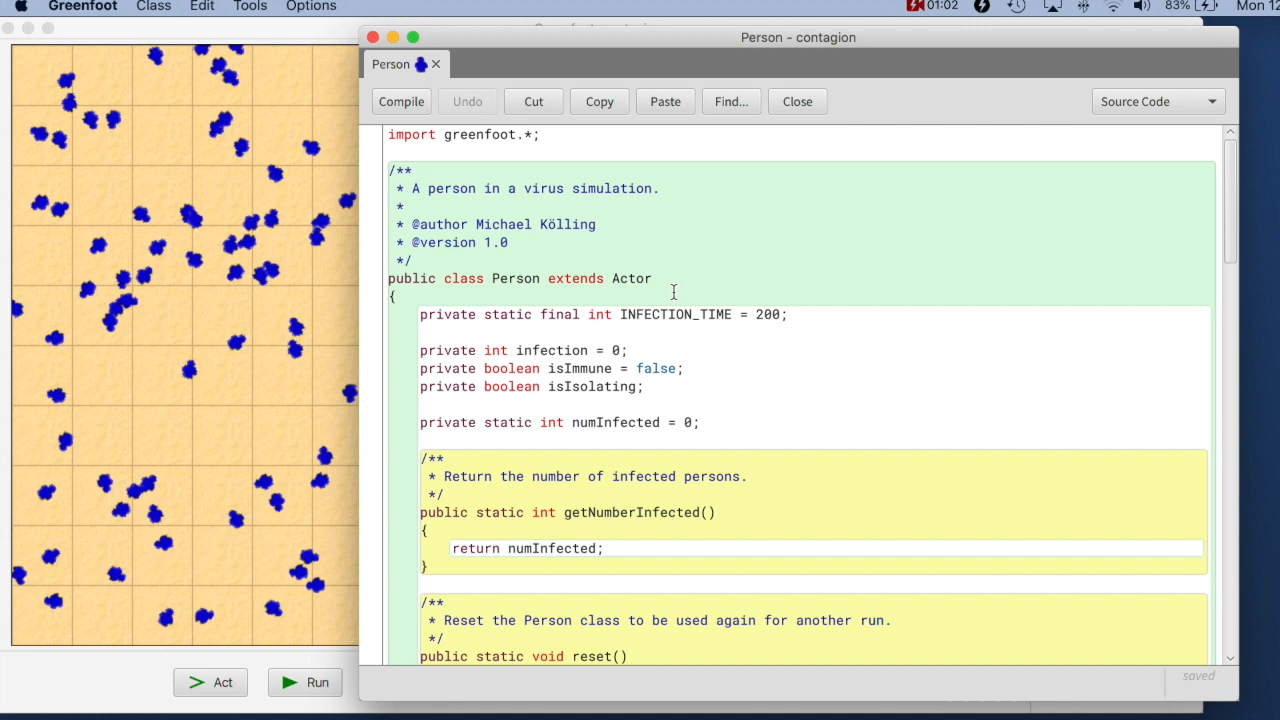 Greenfoot Class Edit Tools Options 01:02 83% Mon 12
Person - contagion
Person
Compile Undo Cut Copy Paste Find... Close Source Code
import greenfoot.*;
/**
* A person in a virus simulation.
*
* @author Michael Kölling
* @version 1.0
*/
public class Person extends Actor
{
private static final int INFECTION_TIME = 200;
private int infection = 0;
private boolean isImmune = false;
private boolean isIsolating;
private static int numInfected = 0;
/**
* Return the number of infected persons.
*/
public static int getNumberInfected()
{
return numInfected;
}
/**
* Reset the Person class to be used again for another run.
*/
public static void reset()
saved
Act Run